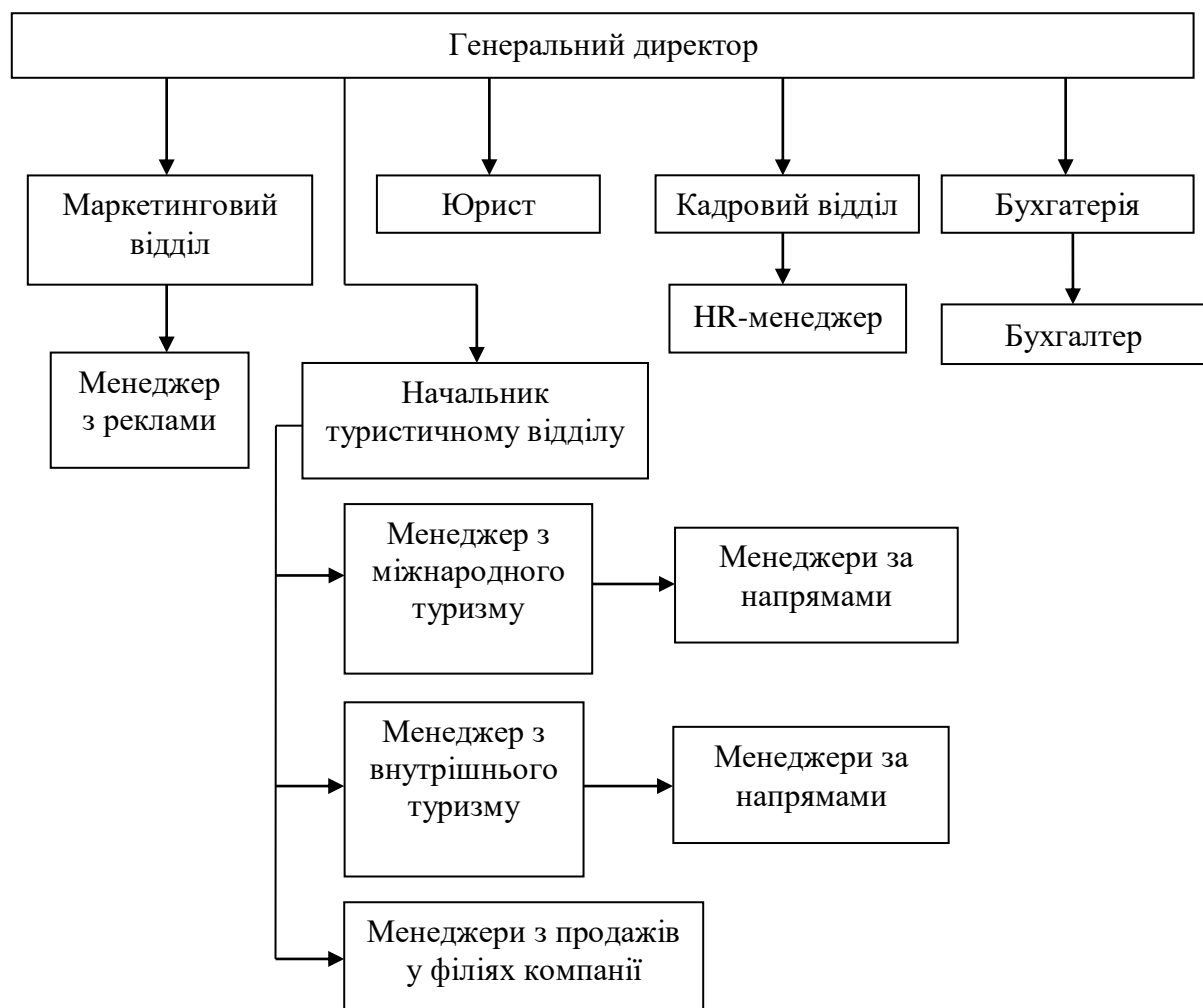 Генеральний директор
Маркетинговий
відділ
Юрист
Кадровий відділ
Бухгатерія
HR-менеджер
Бухгалтер
Менеджер
з реклами
Начальник
туристичному відділу
Менеджер з
міжнародного
туризму
Менеджери за
напрямами
Менеджер з
внутрішнього
туризму
Менеджери за
напрямами
Менеджери з продажів
у філіях компанії